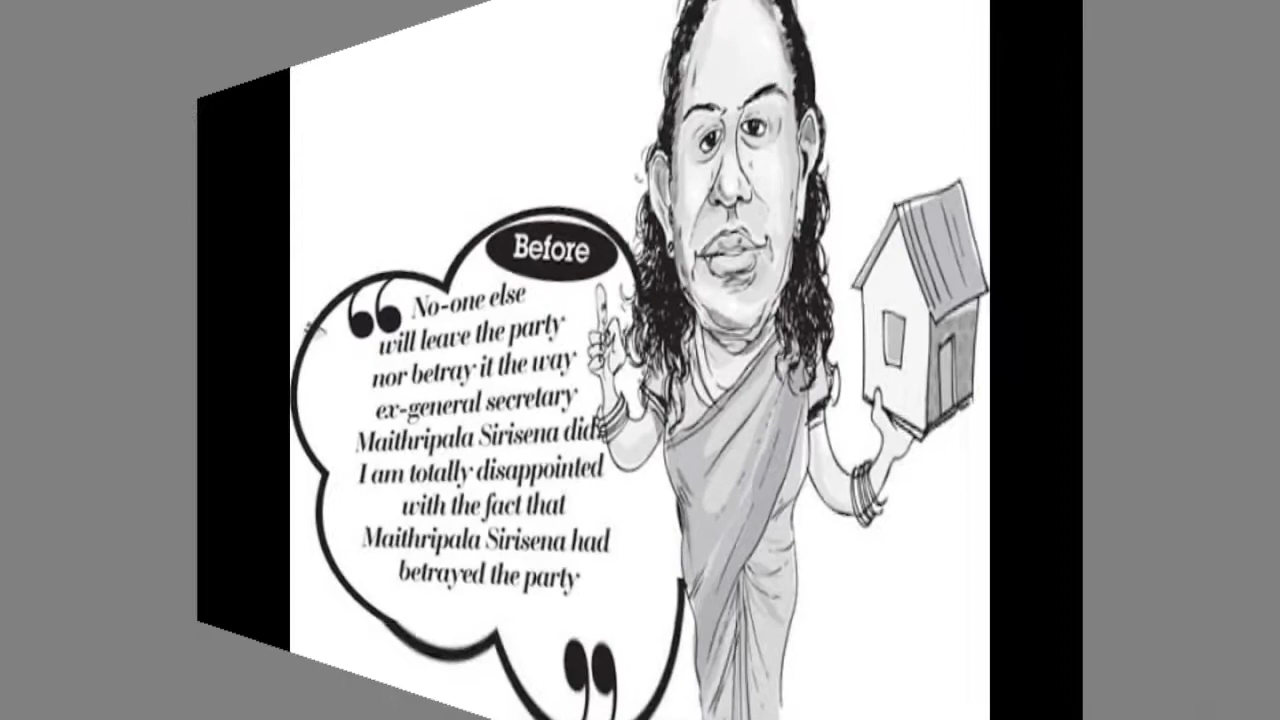 Before
“No-one else
will leave the party
nor betray it the way
ex-general secretary
Maithripala Sirisena did.
I am totally disappointed
with the fact that
Maithripala Sirisena had
betrayed the party
”